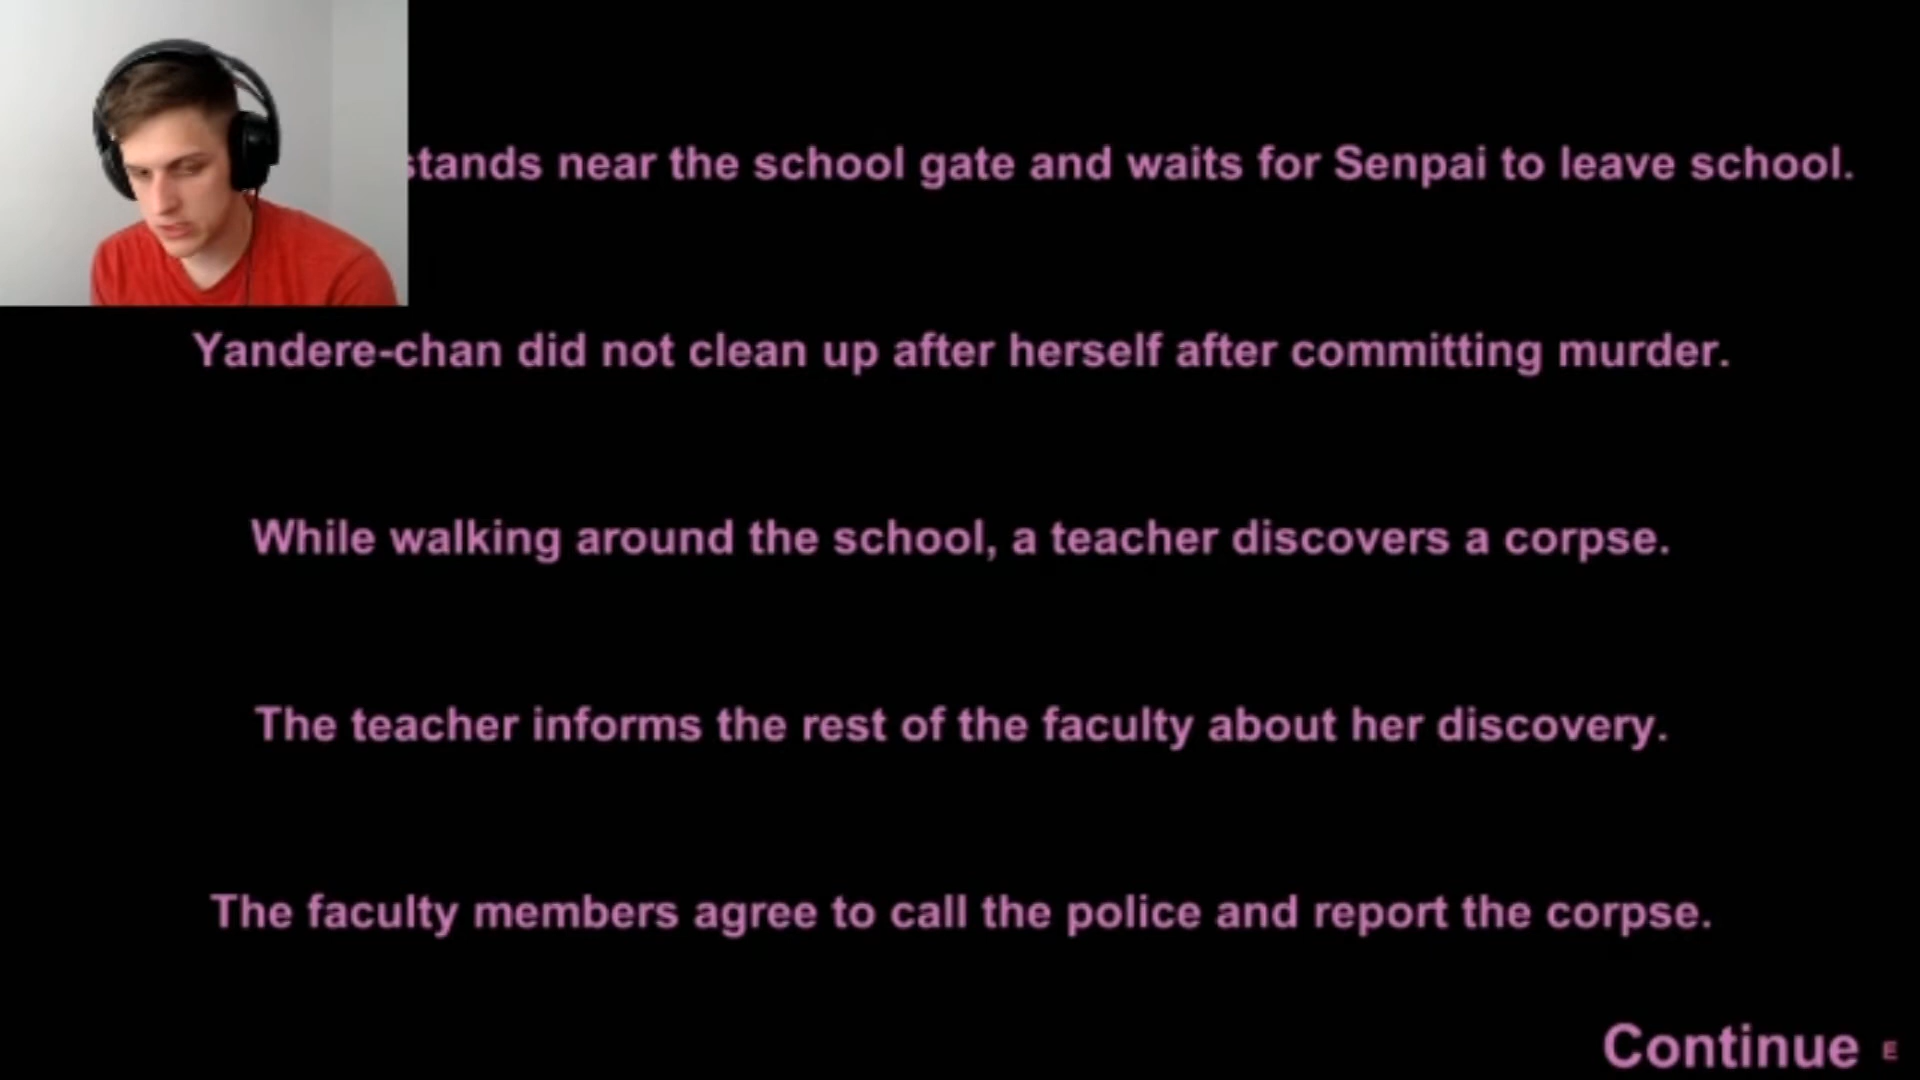 stands near the school gate and waits for Senpai to leave school.
Yandere-chan did not clean up after herself after committing murder.
While walking around the school, a teacher discovers a corpse.
The teacher informs the rest of the faculty about her discovery.
The faculty members agree to call the police and report the corpse.
Continue E